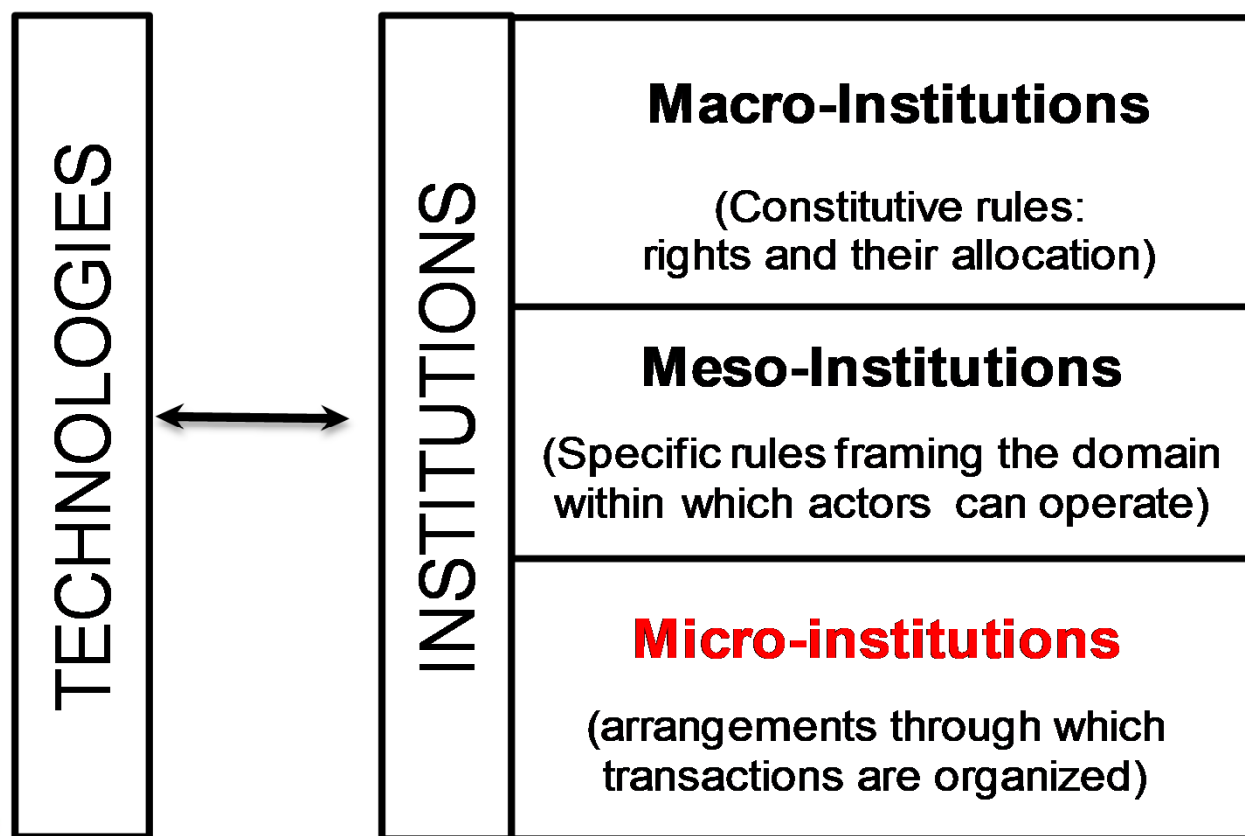 TECHNOLOGIES
INSTITUTIONS
Macro-Institutions
(Constitutive rules:
rights and their allocation)
Meso-Institutions
(Specific rules framing the domain
within which actors can operate)
Micro-institutions
(arrangements through which
transactions are organized)